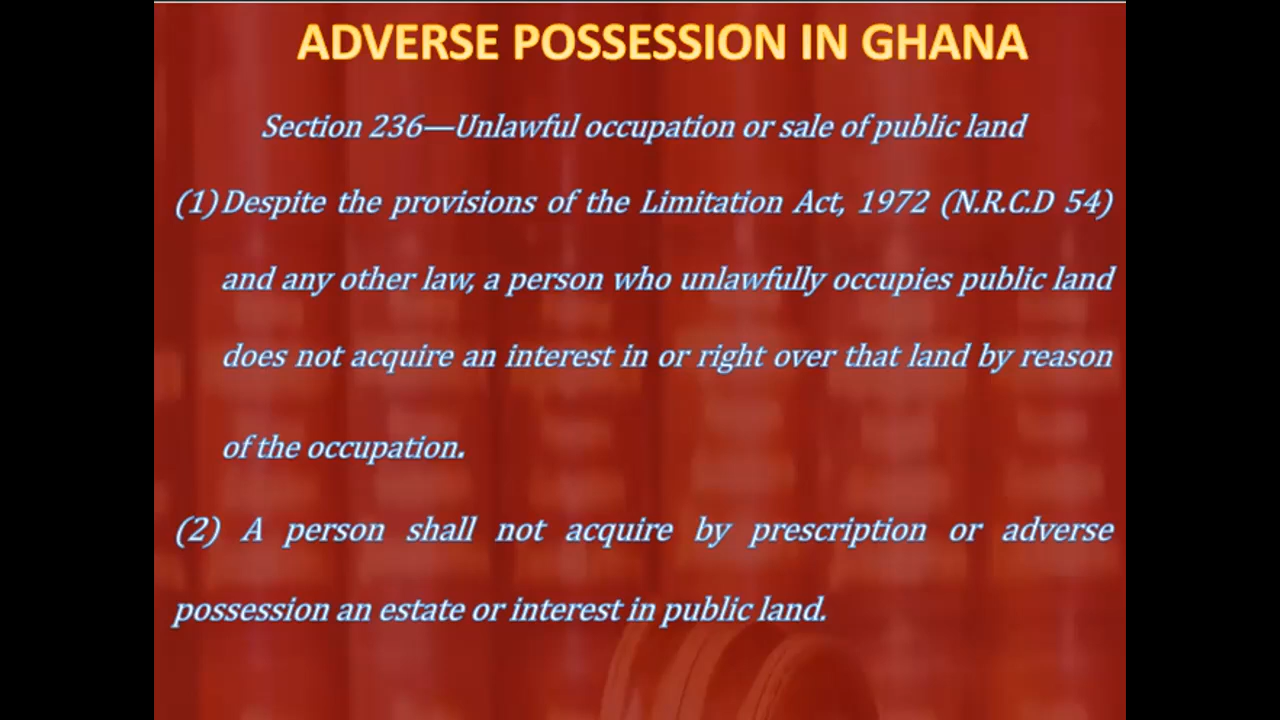 ADVERSE POSSESSION IN GHANA
Section 236—Unlawful occupation or sale of public land
(1) Despite the provisions of the Limitation Act, 1972 (N.R.C.D 54)
and any other law, a person who unlawfully occupies public land
does not acquire an interest in or right over that land by reason
of the occupation.
(2) A person shall not acquire by prescription or adverse
possession an estate or interest in public land.